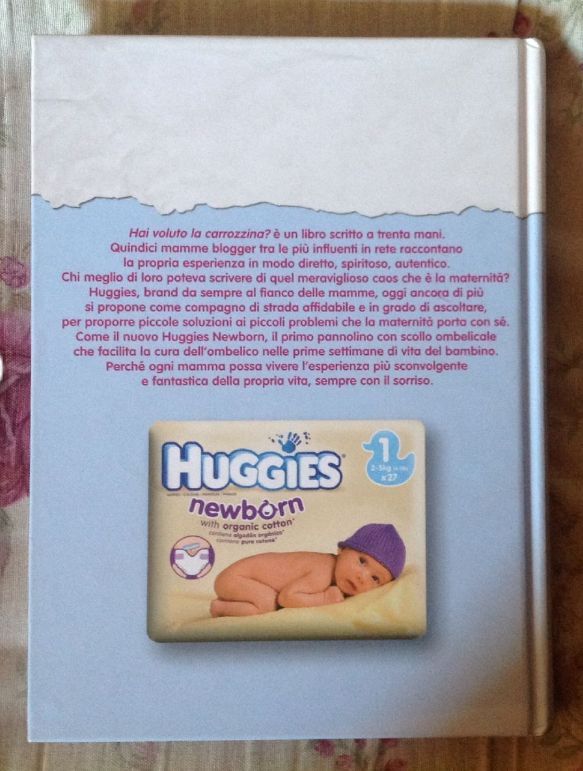 Hai voluto la carrozzina? è un libro scritto a trenta mani.
Quindici mamme blogger tra le più influenti in rete raccontano
la propria esperienza in modo diretto, spiritoso, autentico.
Chi meglio di loro poteva scrivere di quel meraviglioso caos che è la maternità?
Huggies, brand da sempre al fianco delle mamme, oggi ancora di più
si propone come compagno di strada affidabile e in grado di ascoltare,
per proporre piccole soluzioni ai piccoli problemi che la maternità porta con sé.
Come il nuovo Huggies Newborn, il primo pannolino con scollo ombelicale
che facilita la cura dell'ombelico nelle prime settimane di vita del bambino.
Perché ogni mamma possa vivere l'esperienza più sconvolgente
e fantastica della propria vita, sempre con il sorriso.
HUGGIES
newborn
with organic cotton*
contiene algodón orgánico*
1
2-5kg
x27